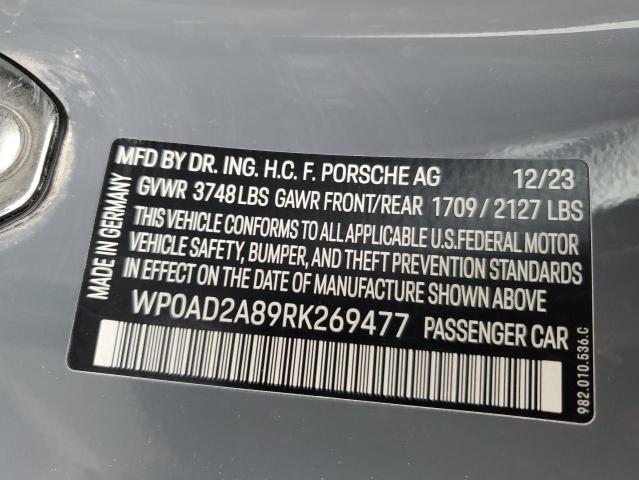 MFD BY DR. ING. H.C. F. PORSCHE AG 12/23
GVWR 3748 LBS GAWR FRONT/REAR 1709 / 2127 LBS
THIS VEHICLE CONFORMS TO ALL APPLICABLE U.S.FEDERAL MOTOR
VEHICLE SAFETY, BUMPER, AND THEFT PREVENTION STANDARDS
IN EFFECT ON THE DATE OF MANUFACTURE SHOWN ABOVE
WP0AD2A89RK269477 PASSENGER CAR
MADE IN GERMANY
982.010.536.C